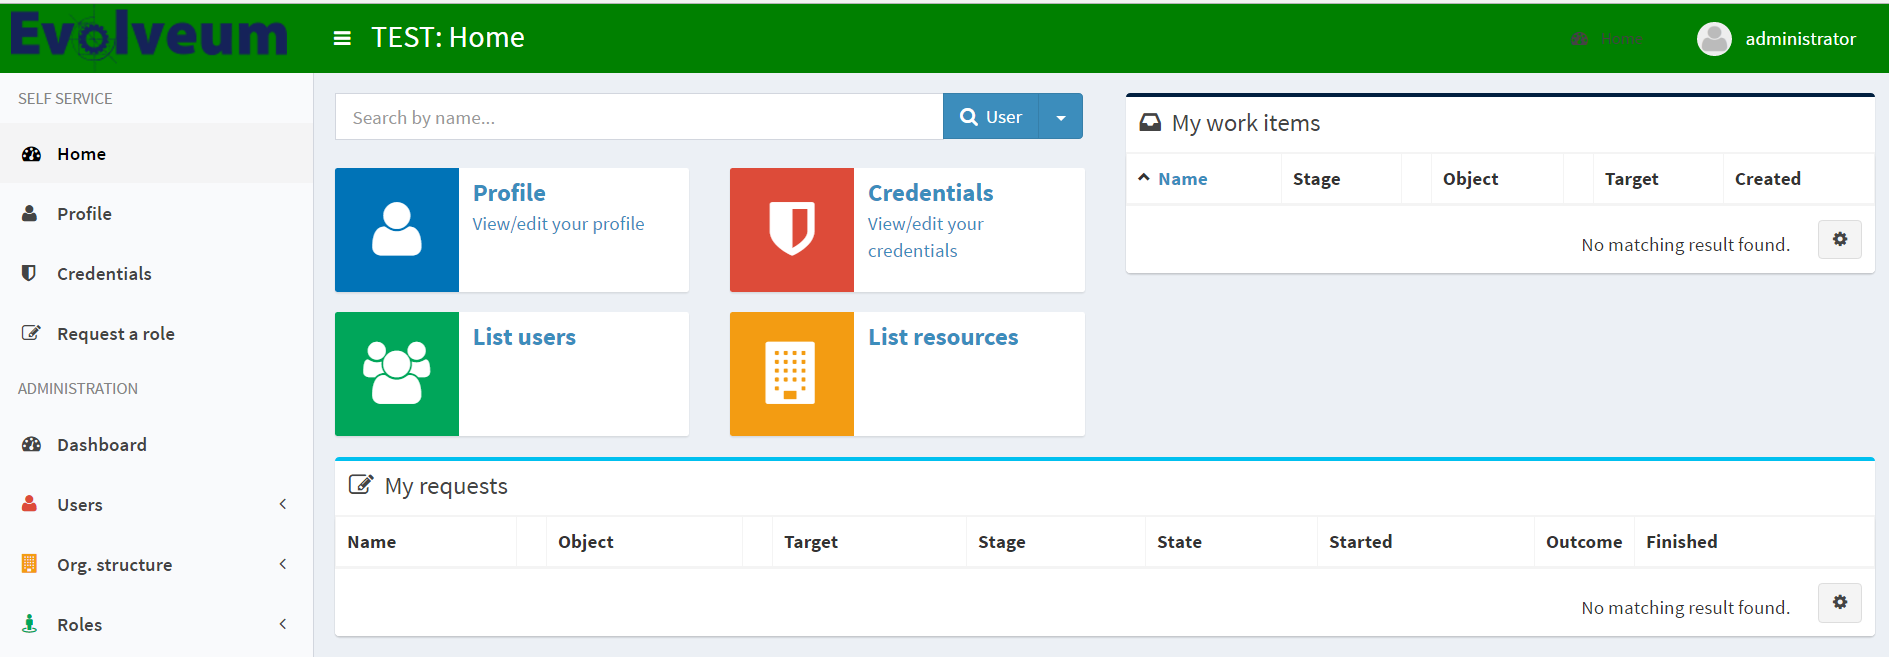 Evolveum
TEST: Home
Home
administrator
SELF SERVICE
Home
Profile
Credentials
Request a role
ADMINISTRATION
Dashboard
Users
Org. structure
Roles
Search by name...
User
Profile
View/edit your profile
Credentials
View/edit your
credentials
List users
List resources
My work items
Name Stage Object Target Created
No matching result found.
My requests
Name Object Target Stage State Started Outcome Finished
No matching result found.